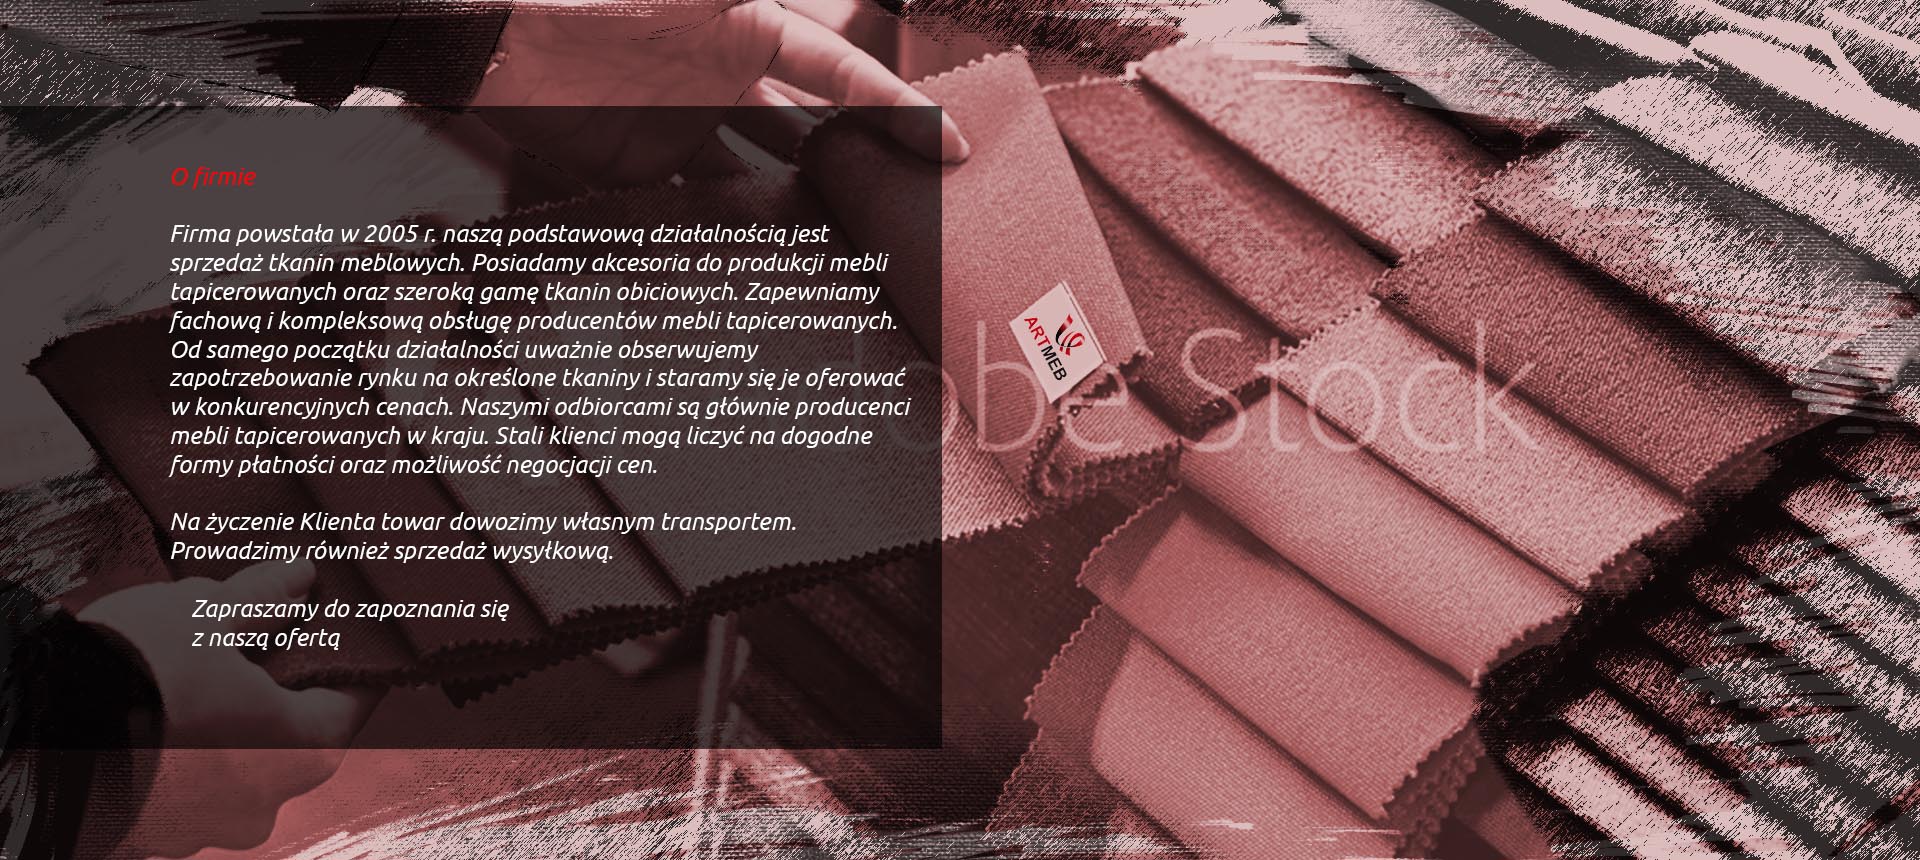 O firmie
Firma powstała w 2005 r. naszą podstawową działalnością jest
sprzedaż tkanin meblowych. Posiadamy akcesoria do produkcji mebli
tapicerowanych oraz szeroką gamę tkanin obiciowych. Zapewniamy
fachową i kompleksową obsługę producentów mebli tapicerowanych.
Od samego początku działalności uważnie obserwujemy
zapotrzebowanie rynku na określone tkaniny i staramy się je oferować
w konkurencyjnych cenach. Naszymi odbiorcami są głównie producenci
mebli tapicerowanych w kraju. Stali klienci mogą liczyć na dogodne
formy płatności oraz możliwość negocjacji cen.
Na życzenie Klienta towar dowozimy własnym transportem.
Prowadzimy również sprzedaż wysyłkową.
Zapraszamy do zapoznania się
z naszą ofertą
ARTMEB
dobe Stock